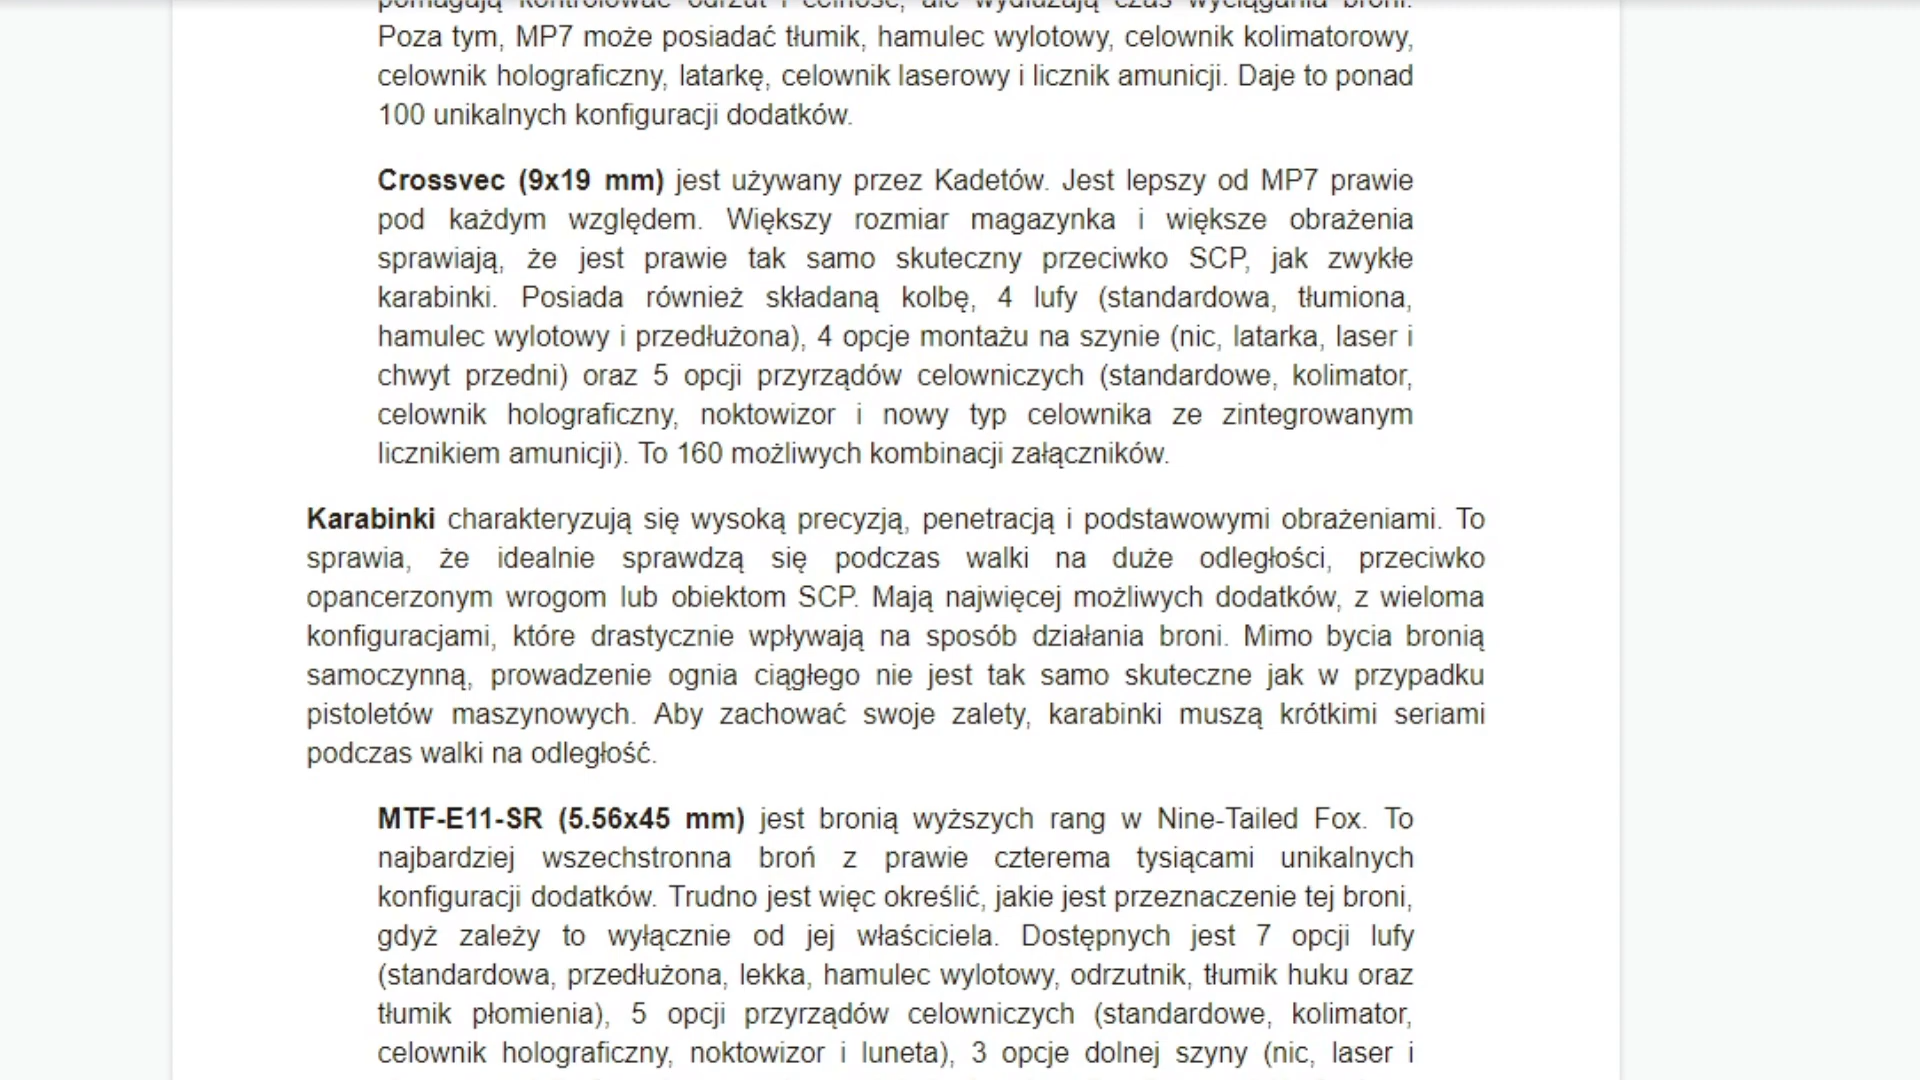 pomagają kontrolować odrzut i celność, ale wydłużają czas wyciągania broni.
Poza tym, MP7 może posiadać tłumik, hamulec wylotowy, celownik kolimatorowy,
celownik holograficzny, latarkę, celownik laserowy i licznik amunicji. Daje to ponad
100 unikalnych konfiguracji dodatków.
Crossvec (9x19 mm) jest używany przez Kadetów. Jest lepszy od MP7 prawie
pod każdym względem. Większy rozmiar magazynka i większe obrażenia
sprawiają, że jest prawie tak samo skuteczny przeciwko SCP, jak zwykłe
karabinki. Posiada również składaną kolbę, 4 lufy (standardowa, tłumiona,
hamulec wylotowy i przedłużona), 4 opcje montażu na szynie (nic, latarka, laser i
chwyt przedni) oraz 5 opcji przyrządów celowniczych (standardowe, kolimator,
celownik holograficzny, noktowizor i nowy typ celownika ze zintegrowanym
licznikiem amunicji). To 160 możliwych kombinacji załączników.
Karabinki charakteryzują się wysoką precyzją, penetracją i podstawowymi obrażeniami. To
sprawia, że idealnie sprawdzą się podczas walki na duże odległości, przeciwko
opancerzonym wrogom lub obiektom SCP. Mają najwięcej możliwych dodatków, z wieloma
konfiguracjami, które drastycznie wpływają na sposób działania broni. Mimo bycia bronią
samoczynną, prowadzenie ognia ciągłego nie jest tak samo skuteczne jak w przypadku
pistoletów maszynowych. Aby zachować swoje zalety, karabinki muszą krótkimi seriami
podczas walki na odległość.
MTF-E11-SR (5.56x45 mm) jest bronią wyższych rang w Nine-Tailed Fox. To
najbardziej wszechstronna broń z prawie czterema tysiącami unikalnych
konfiguracji dodatków. Trudno jest więc określić, jakie jest przeznaczenie tej broni,
gdyż zależy to wyłącznie od jej właściciela. Dostępnych jest 7 opcji lufy
(standardowa, przedłużona, lekka, hamulec wylotowy, odrzutnik, tłumik huku oraz
tłumik płomienia), 5 opcji przyrządów celowniczych (standardowe, kolimator,
celownik holograficzny, noktowizor i luneta), 3 opcje dolnej szyny (nic, laser i